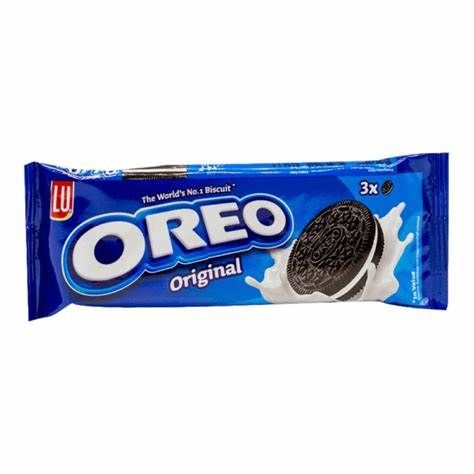 LU
The World's No.1 Biscuit*
3x
OREO
Original